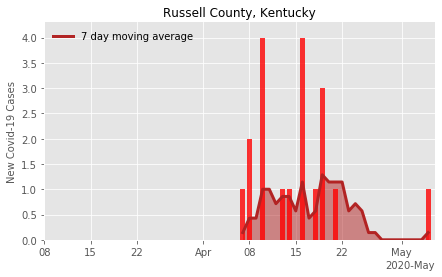 Russell County, Kentucky
7 day moving average
New Covid-19 Cases
4.0
3.5
3.0
2.5
2.0
1.5
1.0
0.5
0.0
08 15 22 Apr 08 15 22 May
2020-May